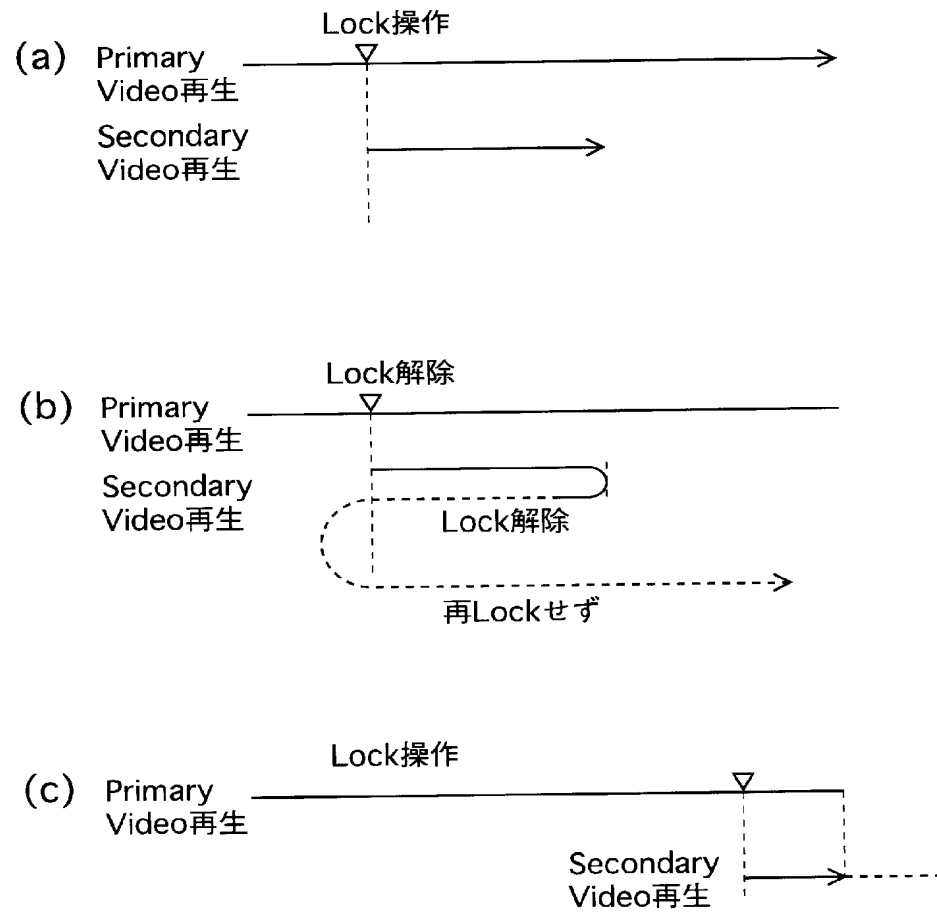 Lock操作
(a) Primary
Video再生
Secondary
Video再生
Lock解除
(b) Primary
Video再生
Secondary
Video再生
Lock解除
再Lockせず
Lock操作
(c) Primary
Video再生
Secondary
Video再生